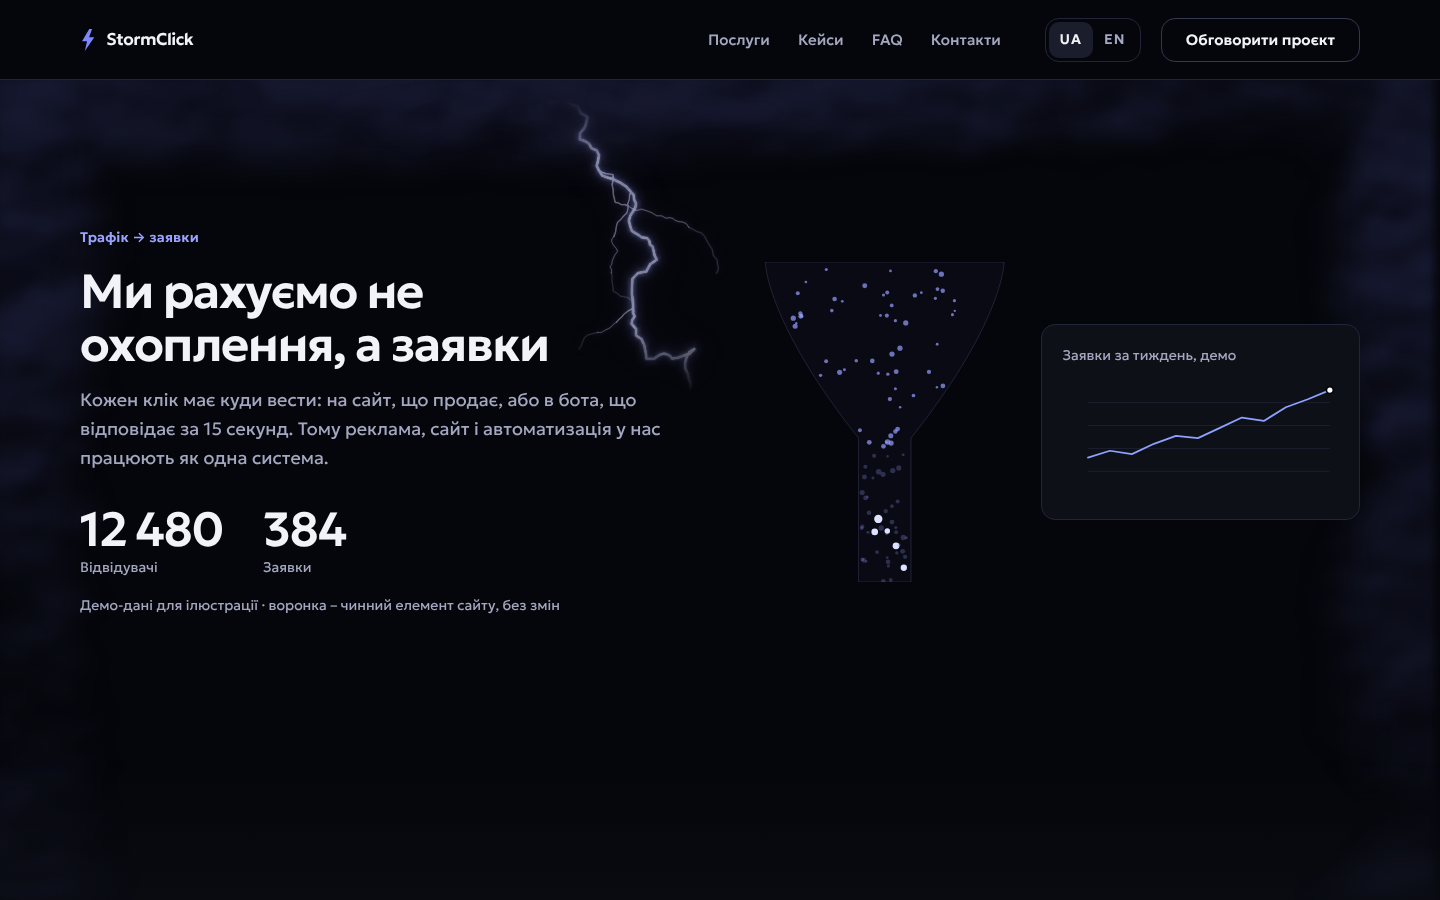 StormClick
Послуги
Кейси
FAQ
Контакти
UA
EN
Обговорити проєкт
Трафік → заявки
Ми рахуємо не
охоплення, а заявки
Кожен клік має куди вести: на сайт, що продає, або в бота, що
відповідає за 15 секунд. Тому реклама, сайт і автоматизація у нас
працюють як одна система.
12 480
Відвідувачі
384
Заявки
Демо-дані для ілюстрації · воронка – чинний елемент сайту, без змін
Заявки за тиждень, демо